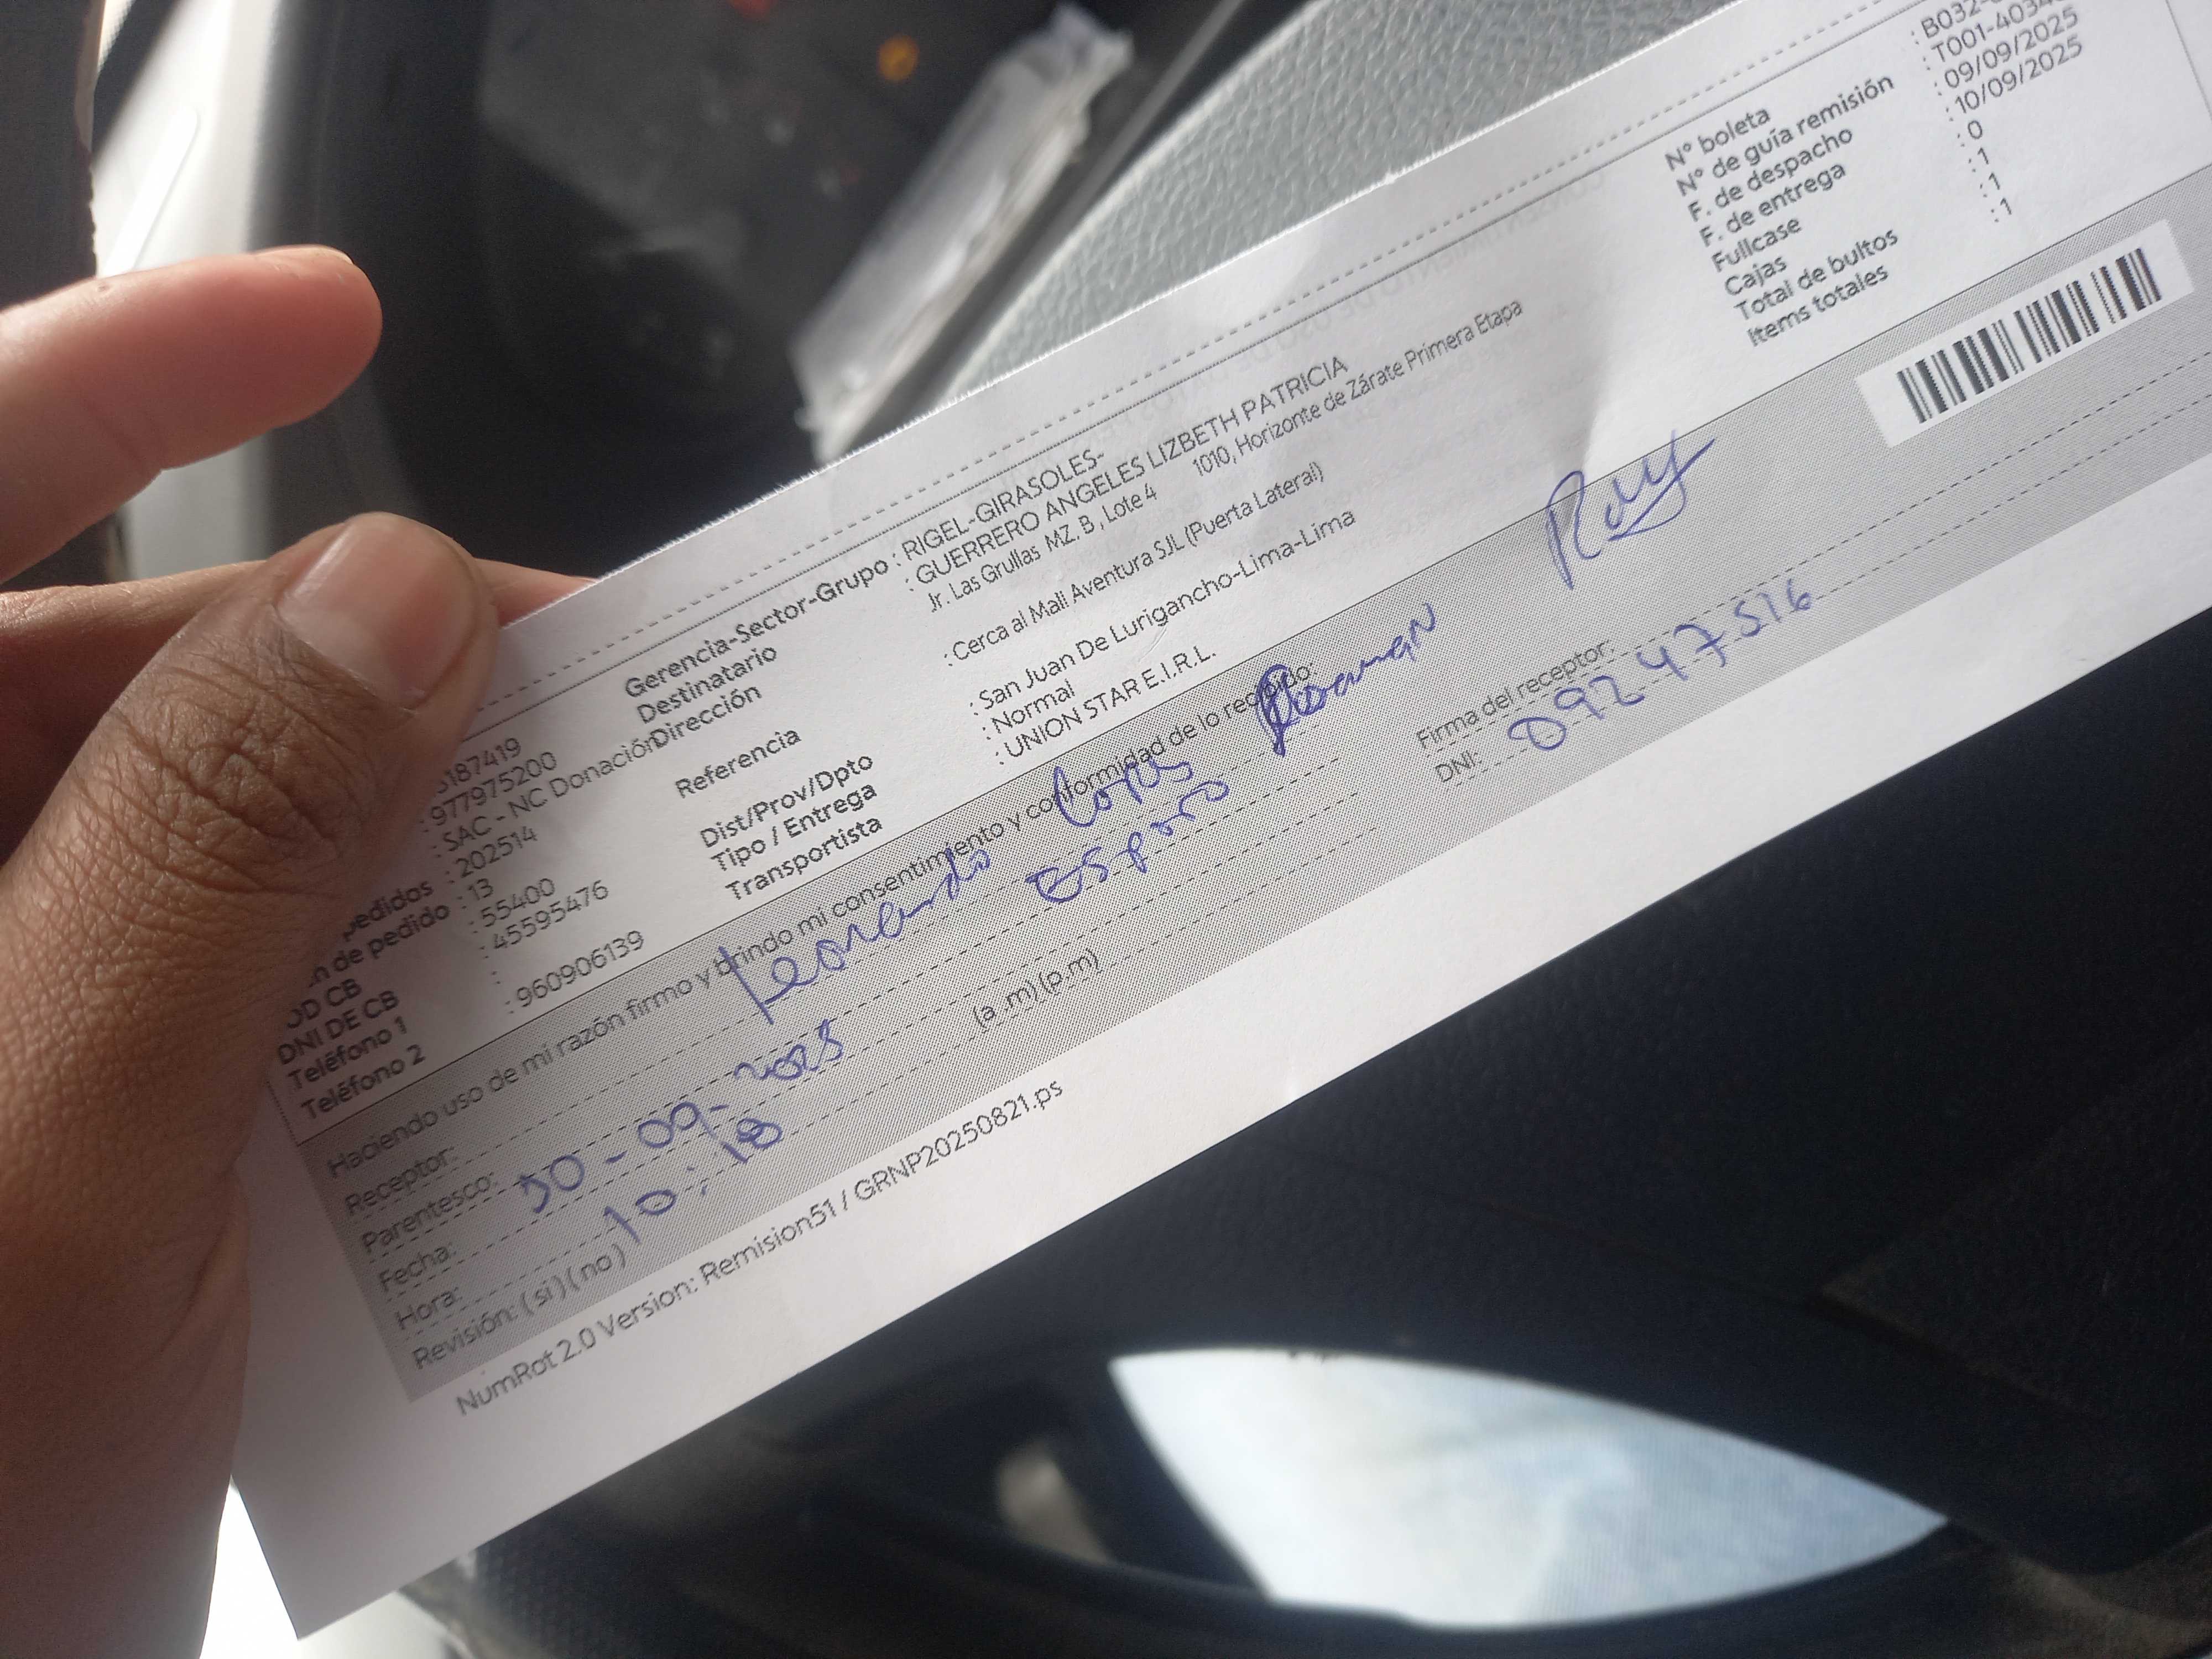 5187419
: 977975200
: SAC - NC Donación
pedidos : 202514
n de pedido : 13
OD CB : 55400
DNI DE CB : 45595476
Teléfono 1 :
Teléfono 2 : 960906139
Gerencia-Sector-Grupo : RIGEL-GIRASOLES-
Destinatario : GUERRERO ANGELES LIZBETH PATRICIA
Dirección Jr. Las Grullas MZ. B , Lote 4 1010, Horizonte de Zárate Primera Etapa
Referencia : Cerca al Mall Aventura SJL (Puerta Lateral)
Dist/Prov/Dpto : San Juan De Lurigancho-Lima-Lima
Tipo / Entrega : Normal
Transportista : UNION STAR E.I.R.L.
N° boleta : B032-
N° de guía remisión : T001-403
F. de despacho : 09/09/2025
F. de entrega : 10/09/2025
Fullcase : 0
Cajas : 1
Total de bultos : 1
Items totales : 1
Haciendo uso de mi razón firmo y brindo mi consentimiento y conformidad de lo recibido:
Receptor: Leonardo
Parentesco: Esposo
Fecha: 10-09-2025
Hora: 10:18 (a .m) (p.m)
Revisión: ( si ) ( no )
Firma del receptor:
DNI: 09247516
NumRot 2.0 Version: Remision51 / GRNP20250821.ps